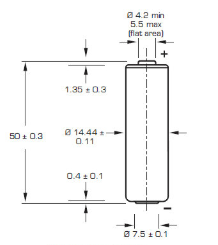 Ø 4.2 min
5.5 max
(flat area)
+
1.35 ± 0.3
50 ± 0.3
Ø 14.44 ±
0.11
0.4 ± 0.1
–
Ø 7.5 ± 0.1